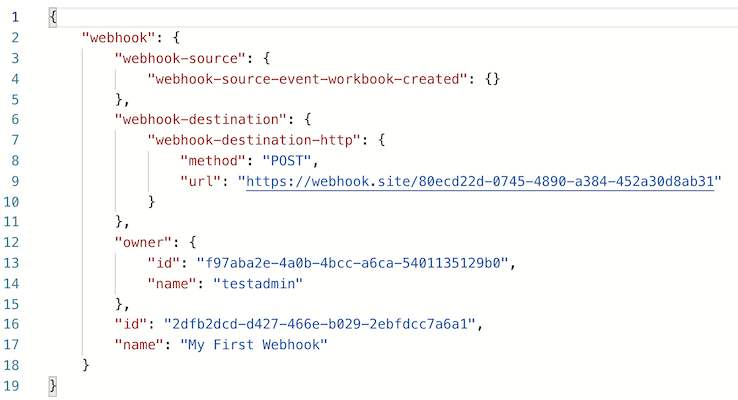 1 {
2 "webhook": {
3 "webhook-source": {
4 "webhook-source-event-workbook-created": {}
5 },
6 "webhook-destination": {
7 "webhook-destination-http": {
8 "method": "POST",
9 "url": "https://webhook.site/80ecd22d-0745-4890-a384-452a30d8ab31"
10 }
11 },
12 "owner": {
13 "id": "f97aba2e-4a0b-4bcc-a6ca-5401135129b0",
14 "name": "testadmin"
15 },
16 "id": "2dfb2dcd-d427-466e-b029-2ebfdcc7a6a1",
17 "name": "My First Webhook"
18 }
19 }